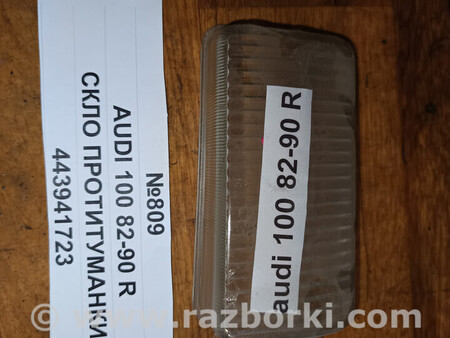 №809
AUDI 100 82-90 R
СКЛО ПРОТИТУМАНКИ
443941723
audi 100 82-90 R
www.razborki.com